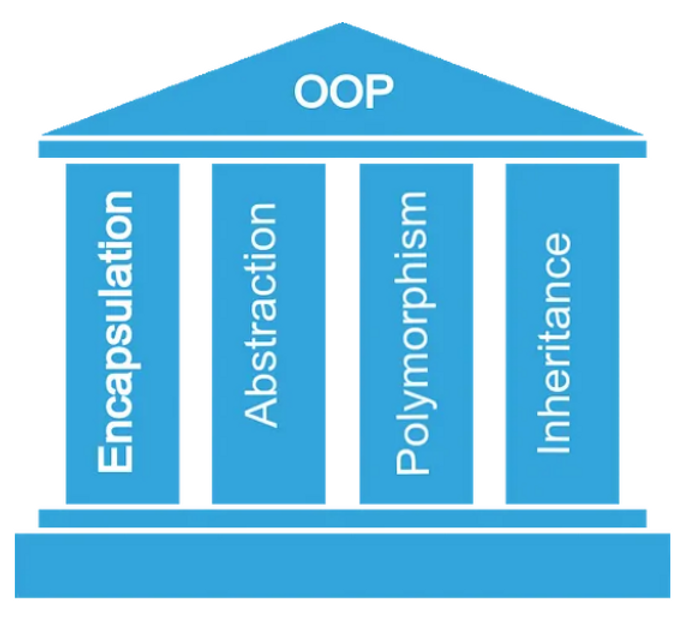 OOP
Encapsulation
Abstraction
Polymorphism
Inheritance